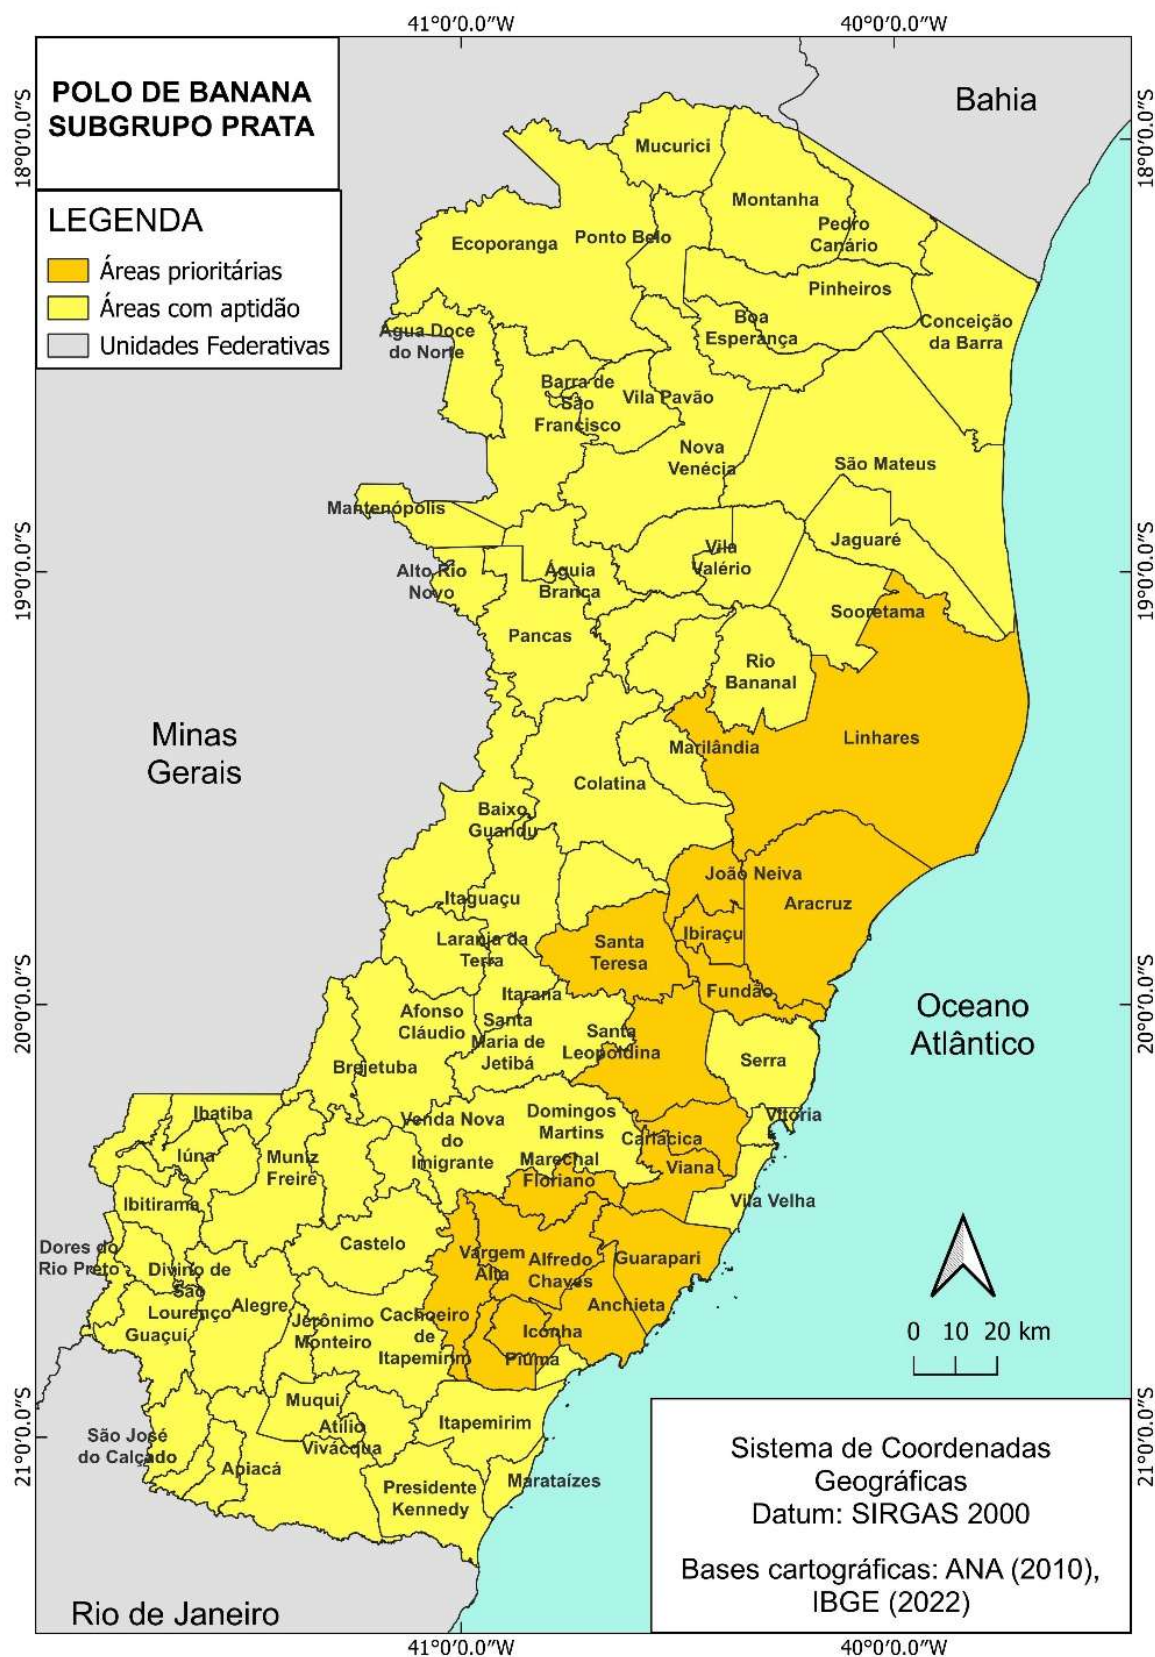 41°0'0.0"W
40°0'0.0"W
POLO DE BANANA
SUBGRUPO PRATA
Bahia
18°0'0.0"S
18°0'0.0"S
LEGENDA
Áreas prioritárias
Áreas com aptidão
Unidades Federativas
Mucurici
Montanha
Ecoporanga
Ponto Belo
Pedro
Canário
Pinheiros
Água Doce
do Norte
Boa
Esperança
Conceição
da Barra
Barra de
São
Francisco
Vila Pavão
Nova
Venécia
São Mateus
Mantenópolis
Jaguaré
Vila
Valério
19°0'0.0"S
19°0'0.0"S
Alto Rio
Novo
Águia
Branca
Sooretama
Pancas
Rio
Bananal
Minas
Gerais
Marilândia
Linhares
Colatina
Baixo
Guandu
João Neiva
Itaguaçu
Aracruz
Ibiraçu
Laranja da
Terra
Santa
Teresa
Itarana
Fundão
20°0'0.0"S
20°0'0.0"S
Oceano
Atlântico
Afonso
Cláudio
Santa
Maria de
Jetibá
Santa
Leopoldina
Serra
Brejetuba
Ibatiba
Venda Nova
do
Imigrante
Domingos
Martins
Vitória
Cariacica
Iúna
Muniz
Freire
Marechal
Floriano
Viana
Ibitirama
Vila Velha
Dores do
Rio Preto
Castelo
Vargem
Alta
Alfredo
Chaves
Guarapari
Divino de
São
Lourenço
Alegre
Anchieta
Guaçuí
Jerônimo
Monteiro
Cachoeiro
de
Itapemirim
Iconha
Piúma
0 10 20 km
Muqui
Atílio
Vivácqua
Itapemirim
São José
do Calçado
21°0'0.0"S
21°0'0.0"S
Apiacá
Presidente
Kennedy
Marataízes
Sistema de Coordenadas
Geográficas
Datum: SIRGAS 2000
Bases cartográficas: ANA (2010),
IBGE (2022)
Rio de Janeiro
41°0'0.0"W
40°0'0.0"W